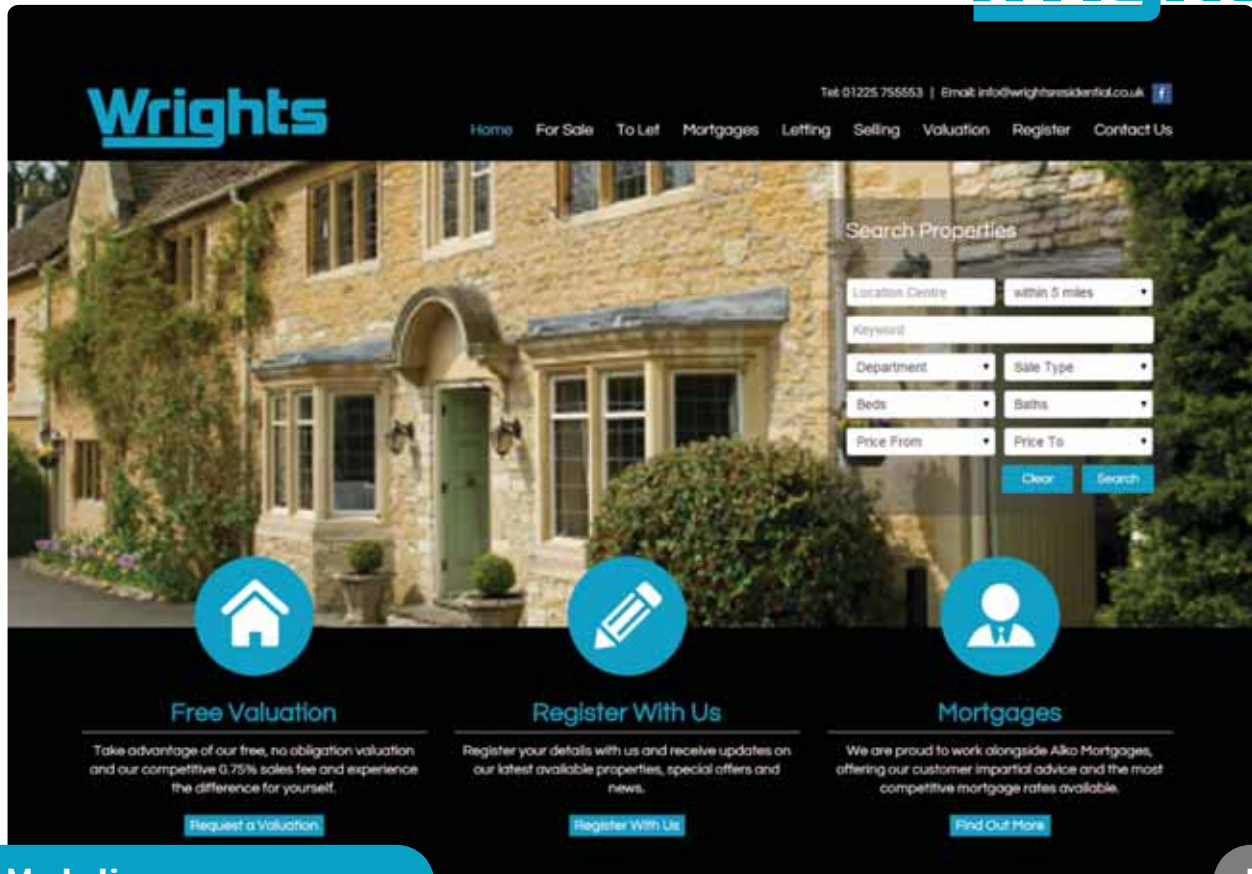 Wrights
Tel: 01225 755553 | Email: info@wrightsresidential.co.uk f
Home For Sale To Let Mortgages Letting Selling Valuation Register Contact Us
Search Properties
Location Centre within 5 miles
Keyword
Department Sale Type
Beds Baths
Price From Price To
Clear Search
Free Valuation
Take advantage of our free, no obligation valuation
and our competitive 0.75% sales fee and experience
the difference for yourself.
Request a Valuation
Register With Us
Register your details with us and receive updates on
our latest available properties, special offers and
news.
Register With Us
Mortgages
We are proud to work alongside Alko Mortgages,
offering our customer impartial advice and the most
competitive mortgage rates available.
Find Out More